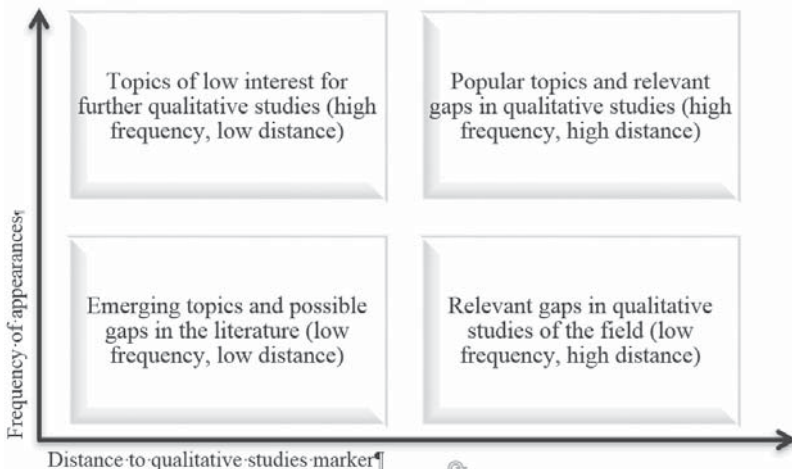 Topics of low interest for
further qualitative studies (high
frequency, low distance)
Popular topics and relevant
gaps in qualitative studies (high
frequency, high distance)
Emerging topics and possible
gaps in the literature (low
frequency, low distance)
Relevant gaps in qualitative
studies of the field (low
frequency, high distance)
Frequency·of·appearances¶
Distance·to·qualitative·studies·marker¶